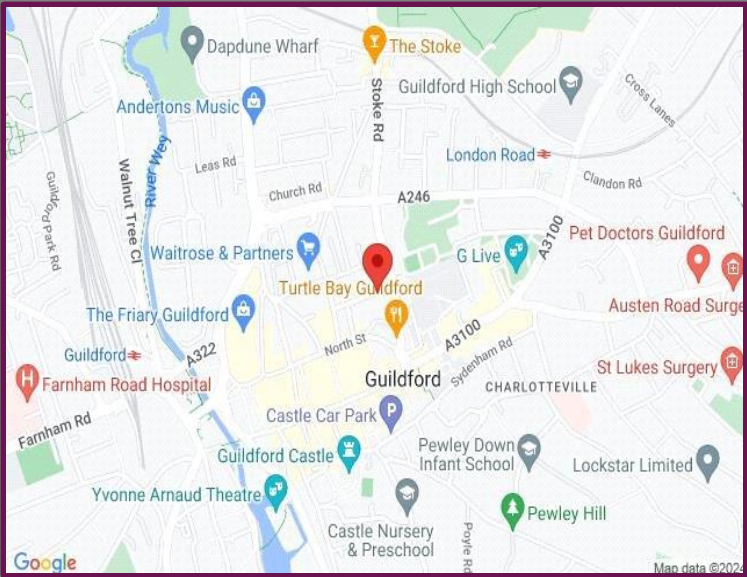 Dapdune Wharf
The Stoke
Guildford High School
Cross Lanes
Andertons Music
Stoke Rd
River Wey
Walnut Tree Cl
Leas Rd
London Road
Clandon Rd
Guildford Park Rd
Church Rd
A246
A3100
Pet Doctors Guildford
Waitrose & Partners
G Live
Turtle Bay Guildford
Austen Road Surge
The Friary Guildford
A322
North St
A3100
Sydenham Rd
Guildford
St Lukes Surgery
Farnham Road Hospital
Guildford
CHARLOTTEVILLE
Castle Car Park
Farnham Rd
Guildford Castle
Pewley Down
Infant School
Lockstar Limited
Yvonne Arnaud Theatre
Pewley Hill
Castle Nursery
& Preschool
Poyle Rd
Google
Map data ©2024